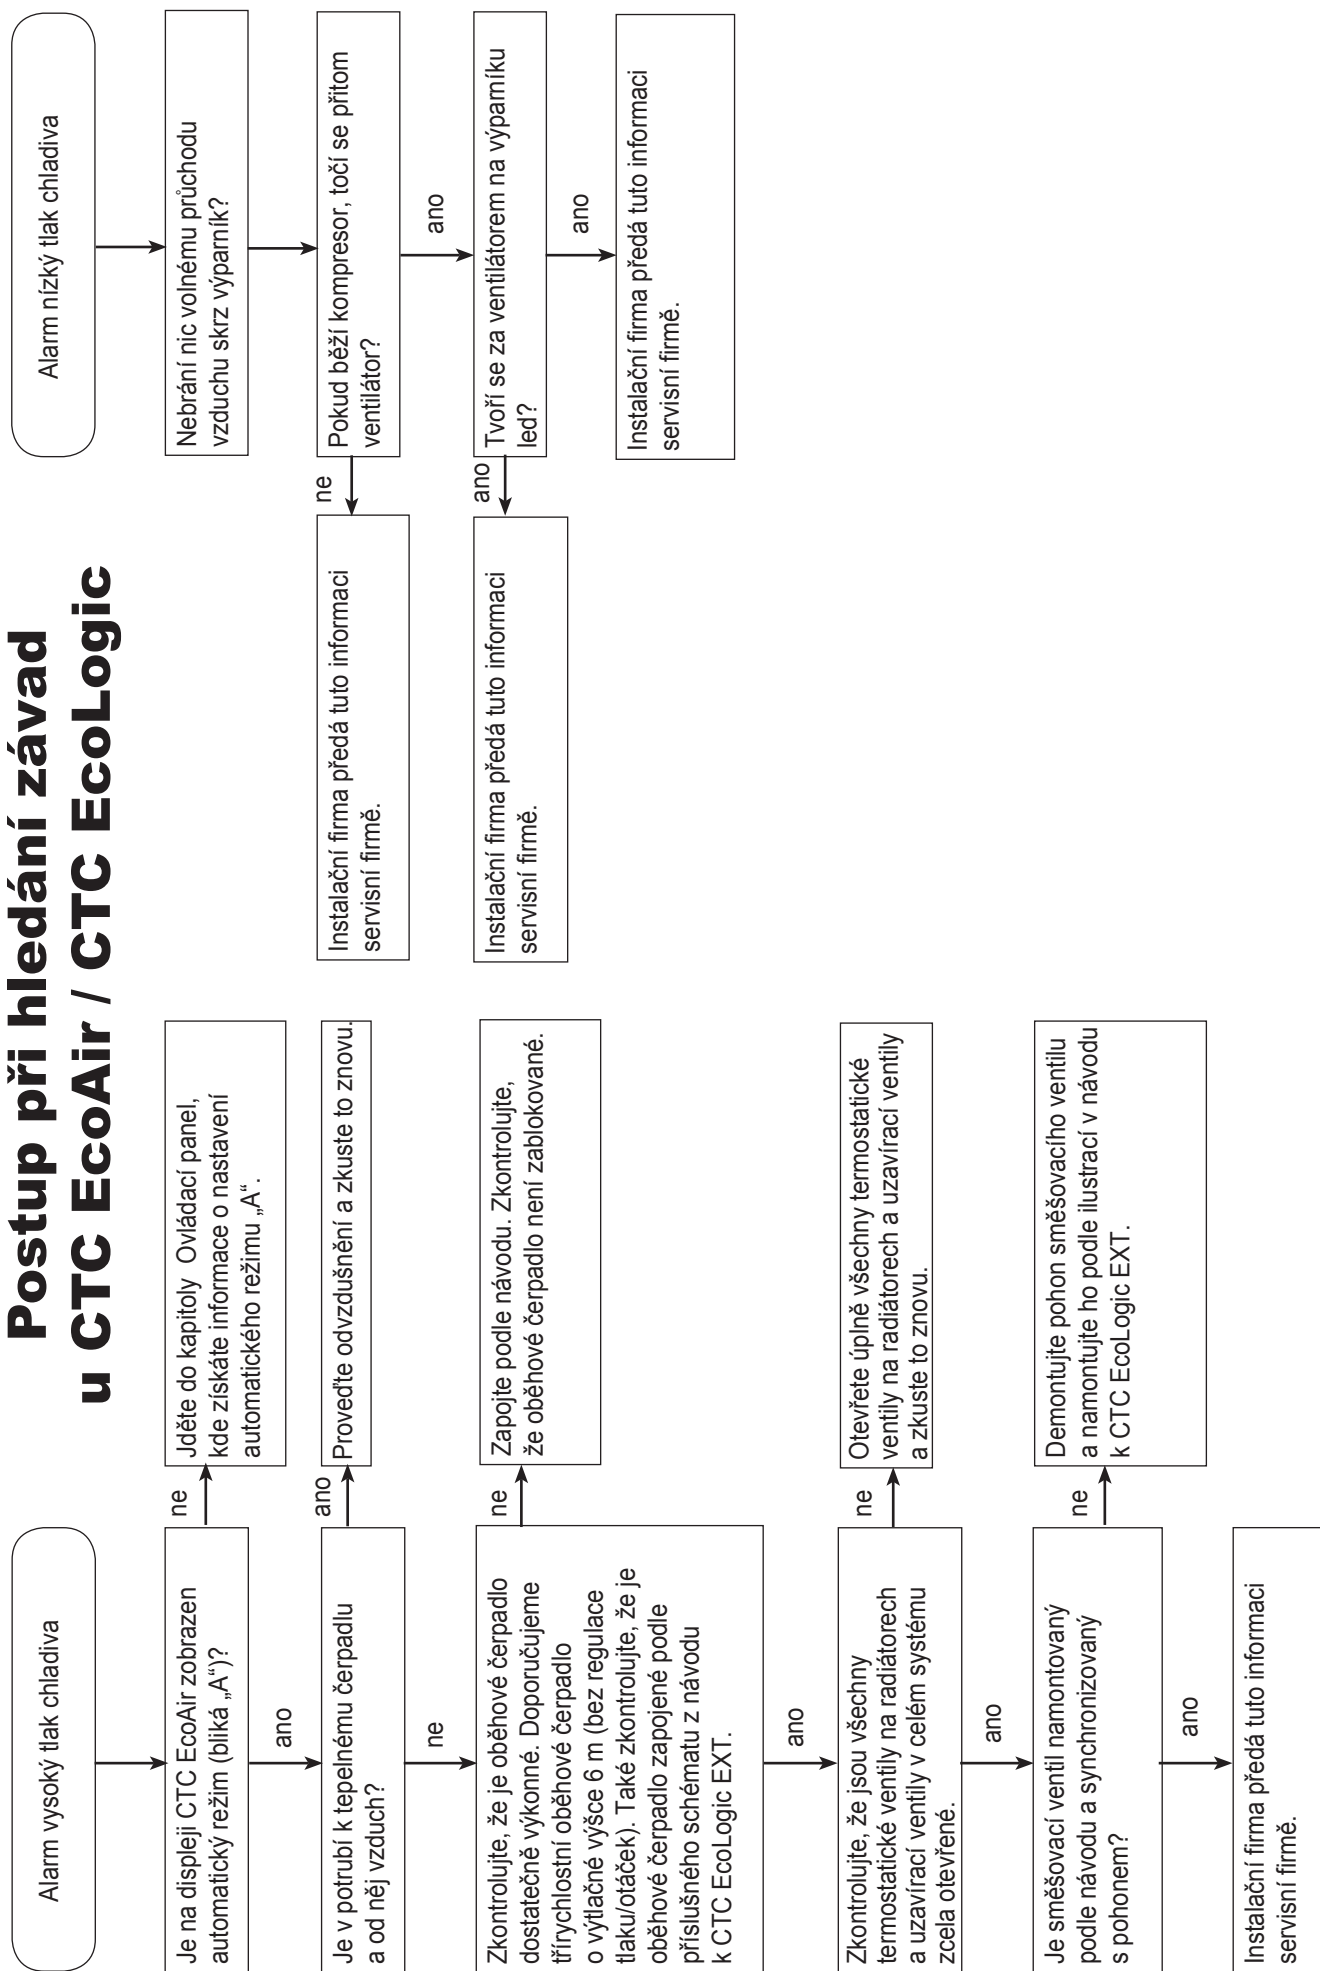 Postup při hledání závad
u CTC EcoAir / CTC EcoLogic
Alarm vysoký tlak chladiva
Je na displeji CTC EcoAir zobrazen
automatický režim (bliká „A“)?
ne
Jděte do kapitoly Ovládací panel,
kde získáte informace o nastavení
automatického režimu „A“.
ano
Je v potrubí k tepelnému čerpadlu
a od něj vzduch?
ano
Proveďte odvzdušnění a zkuste to znovu.
ne
Zkontrolujte, že je oběhové čerpadlo
dostatečně výkonné. Doporučujeme
třírychlostní oběhové čerpadlo
o výtlačné výšce 6 m (bez regulace
tlaku/otáček). Také zkontrolujte, že je
oběhové čerpadlo zapojené podle
příslušného schématu z návodu
k CTC EcoLogic EXT.
ne
Zapojte podle návodu. Zkontrolujte,
že oběhové čerpadlo není zablokované.
ano
Zkontrolujte, že jsou všechny
termostatické ventily na radiátorech
a uzavírací ventily v celém systému
zcela otevřené.
ne
Otevřete úplně všechny termostatické
ventily na radiátorech a uzavírací ventily
a zkuste to znovu.
ano
Je směšovací ventil namontovaný
podle návodu a synchronizovaný
s pohonem?
ne
Demontujte pohon směšovacího ventilu
a namontujte ho podle ilustrací v návodu
k CTC EcoLogic EXT.
ano
Instalační firma předá tuto informaci
servisní firmě.
Alarm nízký tlak chladiva
Nebrání nic volnému průchodu
vzduchu skrz výparník?
Pokud běží kompresor, točí se přitom
ventilátor?
ne
Instalační firma předá tuto informaci
servisní firmě.
ano
Tvoří se za ventilátorem na výparníku
led?
ano
Instalační firma předá tuto informaci
servisní firmě.
ano
Instalační firma předá tuto informaci
servisní firmě.